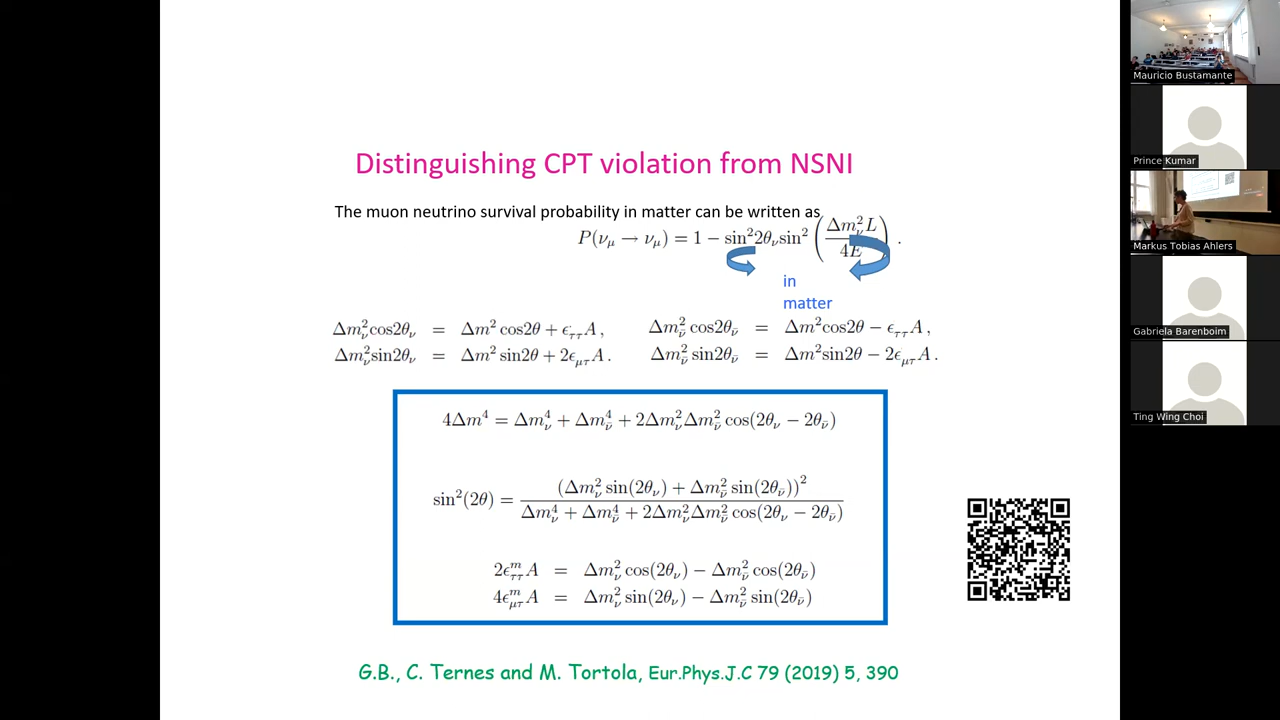 Distinguishing CPT violation from NSNI
The muon neutrino survival probability in matter can be written as
P(ν_μ → ν_μ) = 1 − sin²2θ_ν sin² (Δm²_ν L / 4E) .
in
matter
Δm²_ν cos2θ_ν = Δm² cos2θ + ϵ_ττ A ,
Δm²_ν sin2θ_ν = Δm² sin2θ + 2ϵ_μτ A .
Δm²_ν̄ cos2θ_ν̄ = Δm² cos2θ − ϵ_ττ A ,
Δm²_ν̄ sin2θ_ν̄ = Δm² sin2θ − 2ϵ_μτ A .
4Δm⁴ = Δm⁴_ν + Δm⁴_ν̄ + 2Δm²_ν Δm²_ν̄ cos(2θ_ν − 2θ_ν̄)
sin²(2θ) = (Δm²_ν sin(2θ_ν) + Δm²_ν̄ sin(2θ_ν̄))² / Δm⁴_ν + Δm⁴_ν̄ + 2Δm²_ν Δm²_ν̄ cos(2θ_ν − 2θ_ν̄)
2ϵ^m_ττ A = Δm²_ν cos(2θ_ν) − Δm²_ν̄ cos(2θ_ν̄)
4ϵ^m_μτ A = Δm²_ν sin(2θ_ν) − Δm²_ν̄ sin(2θ_ν̄)
G.B., C. Ternes and M. Tortola, Eur.Phys.J.C 79 (2019) 5, 390
Mauricio Bustamante
Prince Kumar
Markus Tobias Ahlers
Gabriela Barenboim
Ting Wing Choi